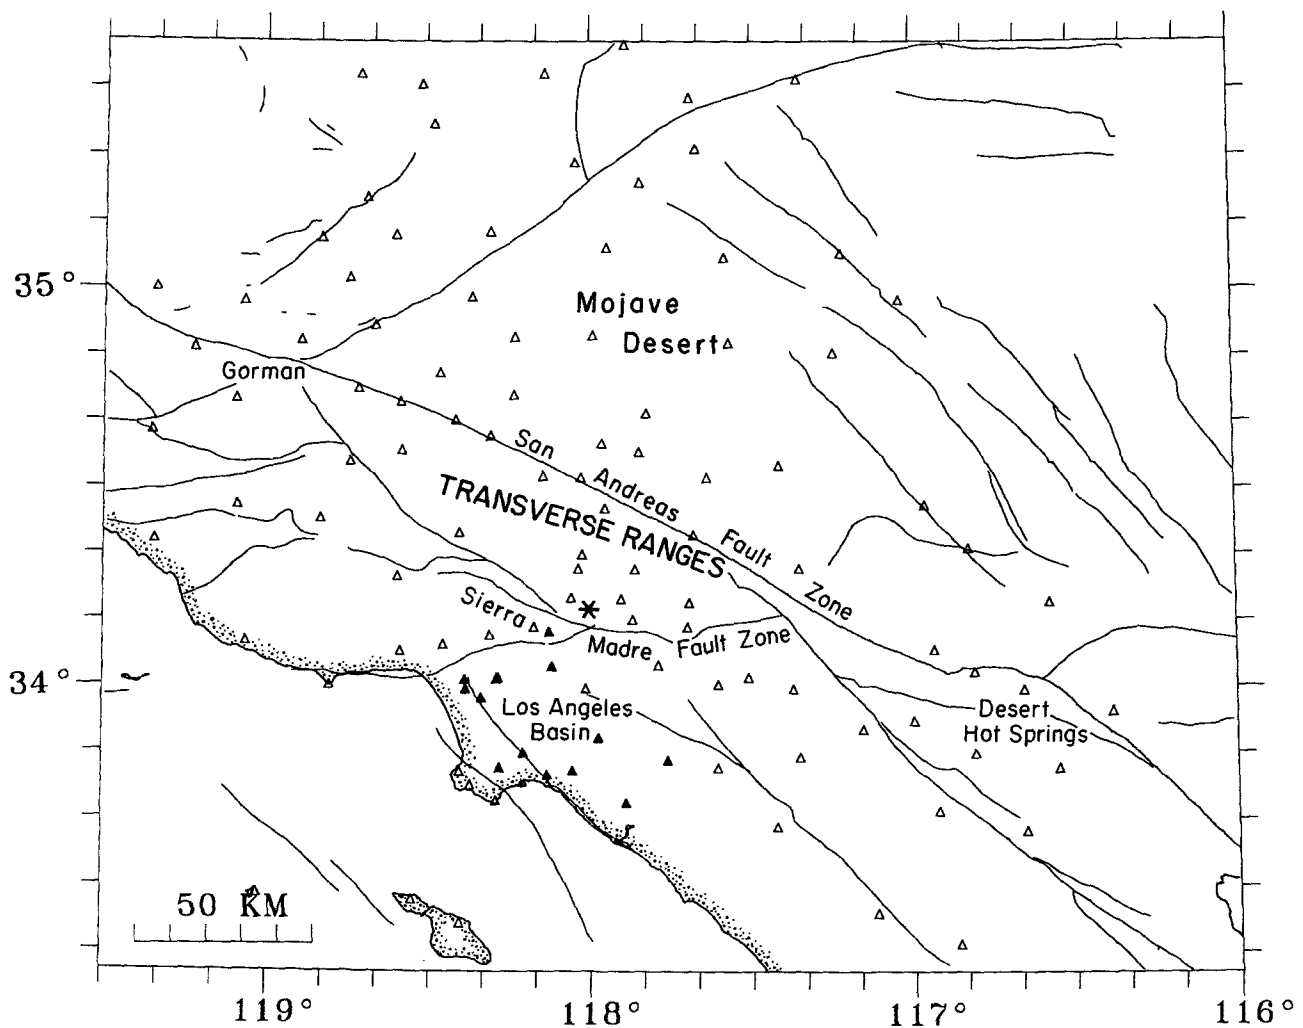 35°
34°
Mojave
Desert
Gorman
San Andreas Fault Zone
TRANSVERSE RANGES
Sierra Madre Fault Zone
Los Angeles
Basin
Desert
Hot Springs
50 KM
119°
118°
117°
116°